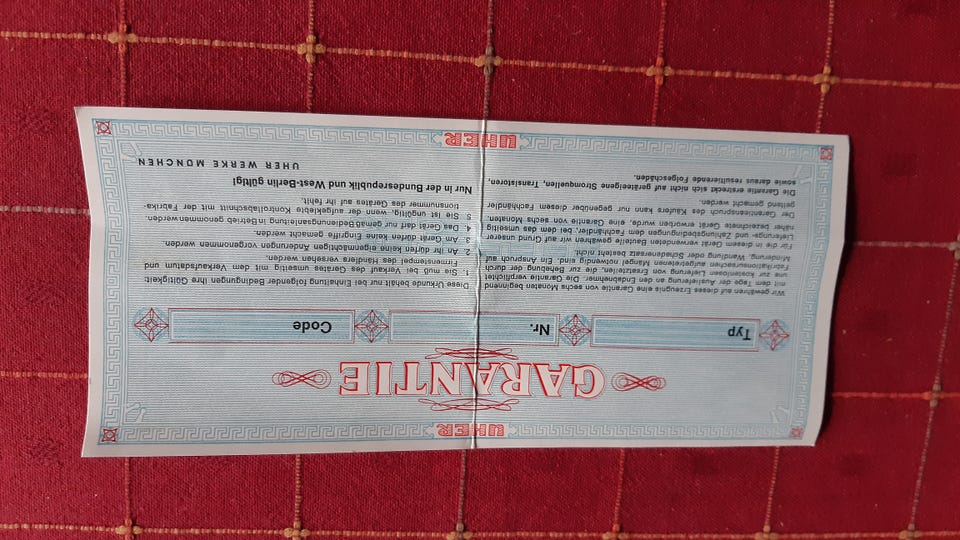 UHER
GARANTIE
Typ
Nr.
Code
Wir gewähren auf dieses Erzeugnis eine Garantie von sechs Monaten beginnend
mit dem Tage der Auslieferung an den Endabnehmer. Die Garantie verpflichtet
uns zur kostenlosen Lieferung von Ersatzteilen, die zur Behebung der durch
Fabrikationsursachen aufgetretenen Mängel notwendig sind. Ein Anspruch auf
Minderung, Wandlung oder Schadenersatz besteht nicht.
Für die in diesem Gerät verwendeten Bauteile gewähren wir auf Grund unserer
Lieferungs- und Zahlungsbedingungen dem Fachhändler, bei dem das umseitig
näher bezeichnete Gerät erworben wurde, eine Garantie von sechs Monaten.
Der Garantieanspruch des Käufers kann nur gegenüber diesem Fachhändler
geltend gemacht werden.
Die Garantie erstreckt sich nicht auf geräteeigene Stromquellen, Transistoren,
sowie daraus resultierende Folgeschäden.
Diese Urkunde behält nur bei Einhaltung folgender Bedingungen ihre Gültigkeit
1. Sie muß bei Verkauf des Gerätes umseitig mit dem Verkaufsdatum und
Firmenstempel des Händlers versehen werden.
2. An ihr dürfen keine eigenmächtigen Änderungen vorgenommen werden.
3. Am Gerät dürfen keine Eingriffe gemacht werden.
4. Das Gerät darf nur gemäß Bedienungsanleitung in Betrieb genommen werden.
5. Sie ist ungültig, wenn der aufgeklebte Kontrollabschnitt mit der Fabrika-
tionsnummer des Gerätes auf ihr fehlt.
Nur in der Bundesrepublik und West-Berlin gültig!
UHER WERKE MÜNCHEN
UHER